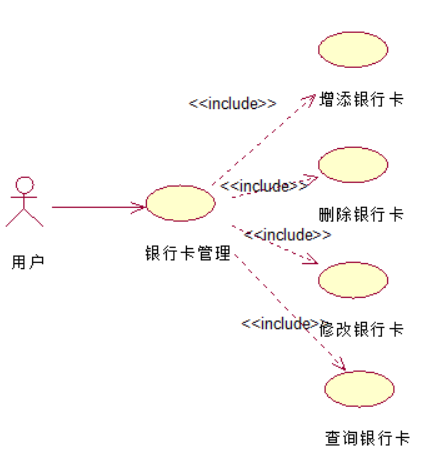 <<include>>
增添银行卡
<<include>>
删除银行卡
<<include>>
用户
银行卡管理
<<include>>
修改银行卡
查询银行卡